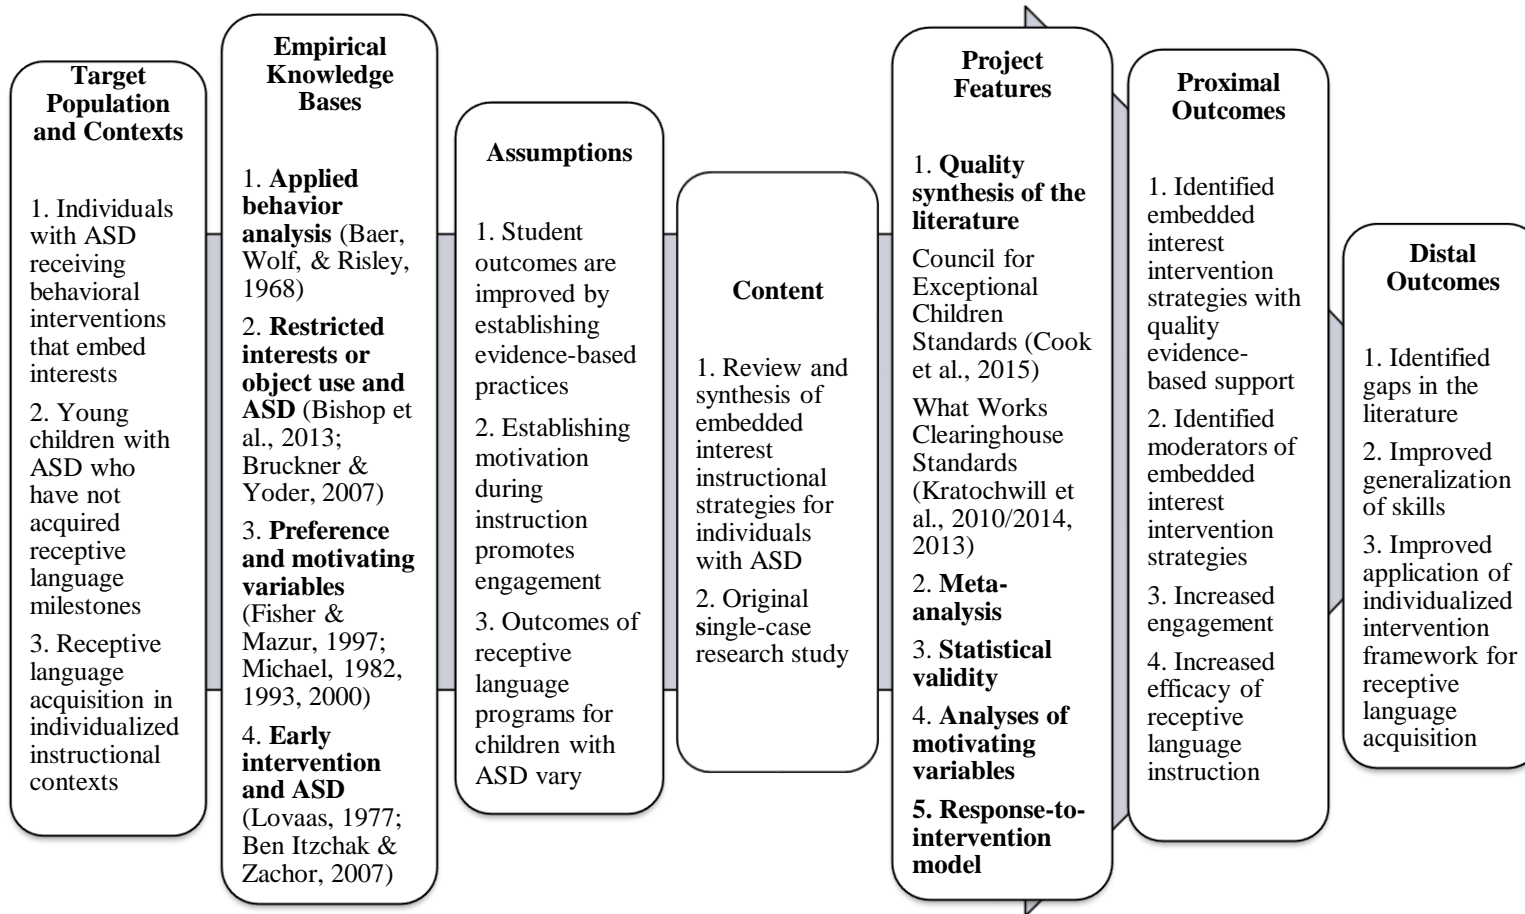 Target
Population
and Contexts
1. Individuals
with ASD
receiving
behavioral
interventions
that embed
interests
2. Young
children with
ASD who
have not
acquired
receptive
language
milestones
3. Receptive
language
acquisition in
individualized
instructional
contexts
Empirical
Knowledge
Bases
1. Applied
behavior
analysis (Baer,
Wolf, & Risley,
1968)
2. Restricted
interests or
object use and
ASD (Bishop et
al., 2013;
Bruckner &
Yoder, 2007)
3. Preference
and motivating
variables
(Fisher &
Mazur, 1997;
Michael, 1982,
1993, 2000)
4. Early
intervention
and ASD
(Lovaas, 1977;
Ben Itzchak &
Zachor, 2007)
Assumptions
1. Student
outcomes are
improved by
establishing
evidence-based
practices
2. Establishing
motivation
during
instruction
promotes
engagement
3. Outcomes of
receptive
language
programs for
children with
ASD vary
Content
1. Review and
synthesis of
embedded
interest
instructional
strategies for
individuals
with ASD
2. Original
single-case
research study
Project
Features
1. Quality
synthesis of the
literature
Council for
Exceptional
Children
Standards (Cook
et al., 2015)
What Works
Clearinghouse
Standards
(Kratochwill et
al., 2010/2014,
2013)
2. Meta-
analysis
3. Statistical
validity
4. Analyses of
motivating
variables
5. Response-to-
intervention
model
Proximal
Outcomes
1. Identified
embedded
interest
intervention
strategies with
quality
evidence-
based support
2. Identified
moderators of
embedded
interest
intervention
strategies
3. Increased
engagement
4. Increased
efficacy of
receptive
language
instruction
Distal
Outcomes
1. Identified
gaps in the
literature
2. Improved
generalization
of skills
3. Improved
application of
individualized
intervention
framework for
receptive
language
acquisition